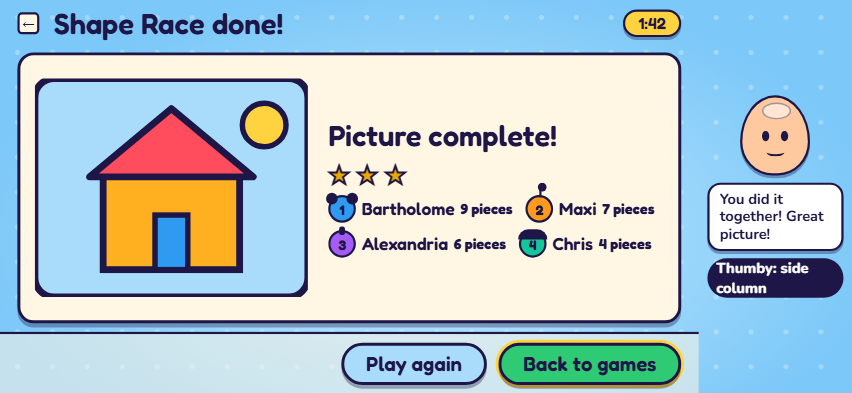 ← Shape Race done!
1:42
Picture complete!
1 Bartholome 9 pieces 2 Maxi 7 pieces
3 Alexandria 6 pieces 4 Chris 4 pieces
You did it
together! Great
picture!
Thumby: side
column
Play again
Back to games